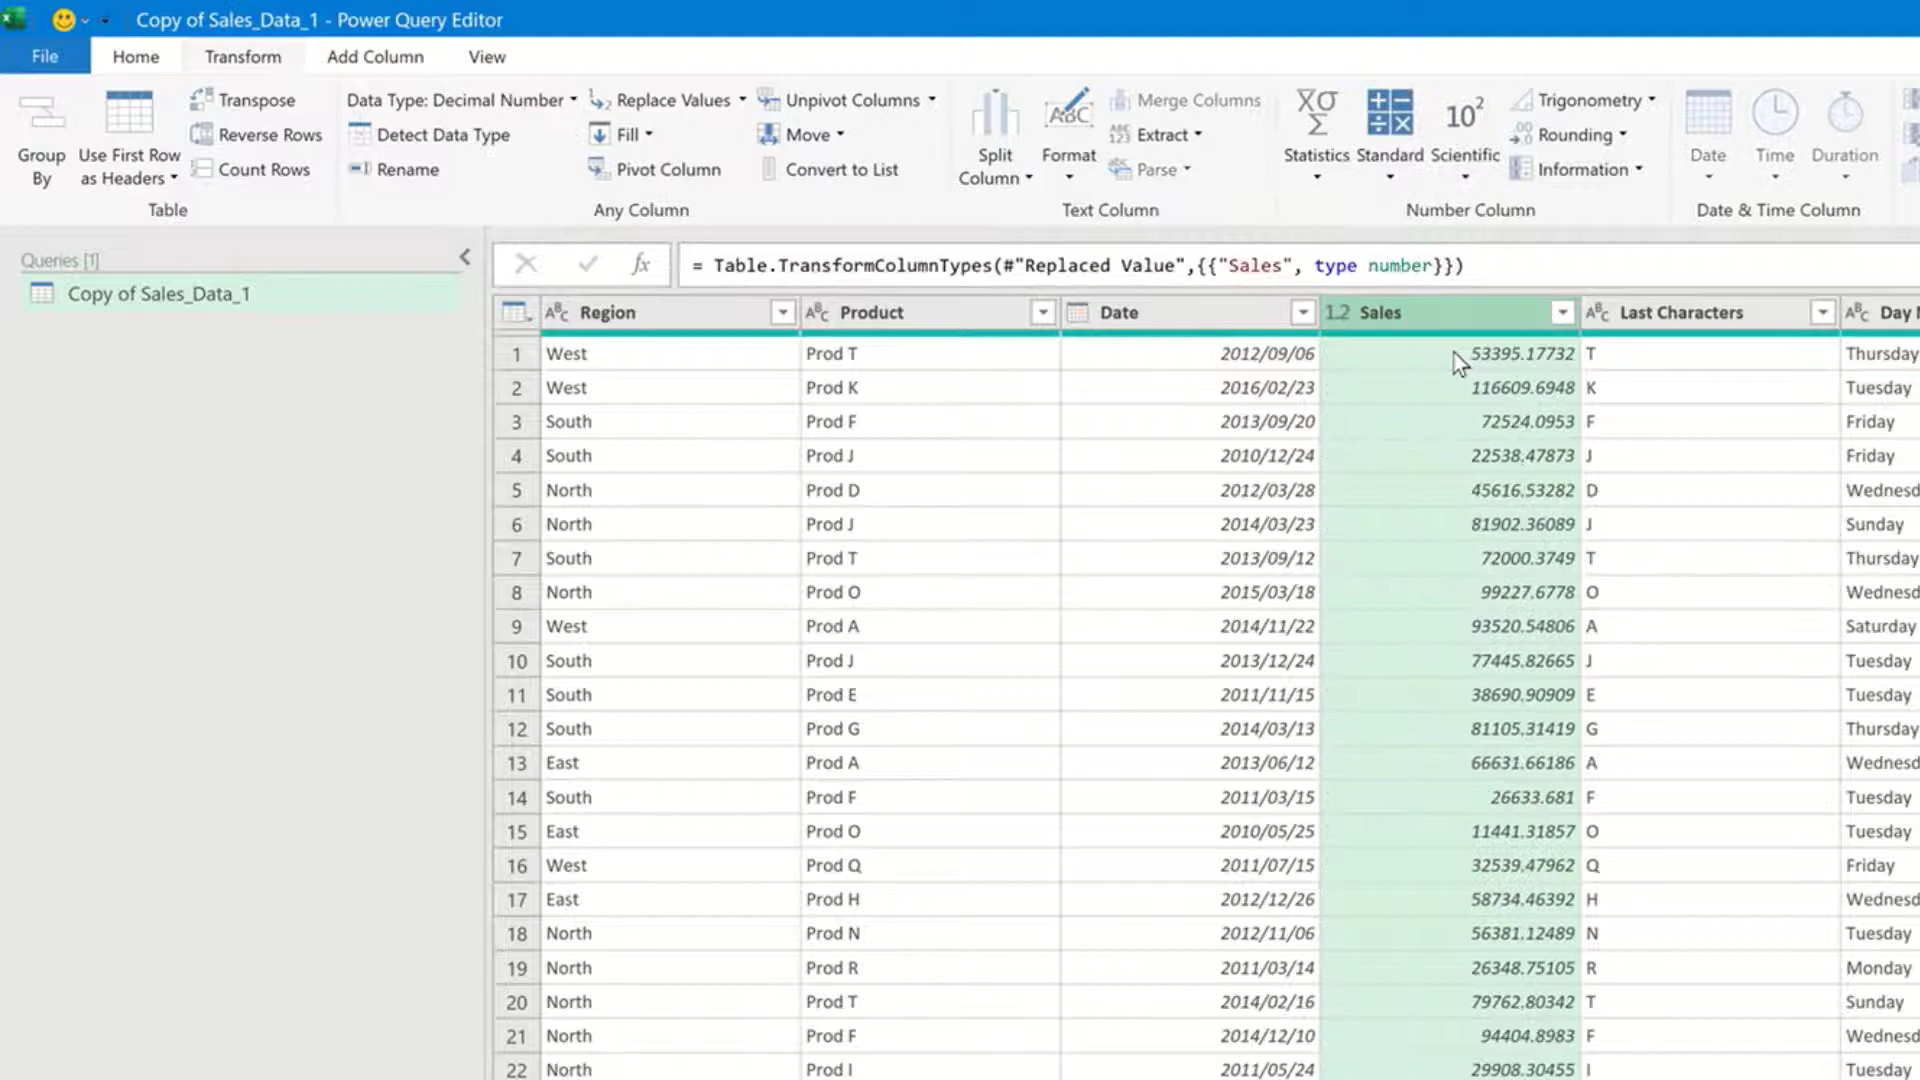 Copy of Sales_Data_1 - Power Query Editor
File Home Transform Add Column View
Group By
Use First Row as Headers
Transpose
Reverse Rows
Count Rows
Table
Data Type: Decimal Number
Detect Data Type
Rename
Replace Values
Fill
Pivot Column
Unpivot Columns
Move
Convert to List
Any Column
Split Column
Format
Merge Columns
Extract
Parse
Text Column
Statistics
Standard
Scientific
Trigonometry
Rounding
Information
Number Column
Date
Time
Duration
Date & Time Column
Queries [1]
Copy of Sales_Data_1
fx = Table.TransformColumnTypes(#"Replaced Value",{{"Sales", type number}})
Region Product Date 1.2 Sales Last Characters Day
1 West Prod T 2012/09/06 53395.17732 T Thursday
2 West Prod K 2016/02/23 116609.6948 K Tuesday
3 South Prod F 2013/09/20 72524.0953 F Friday
4 South Prod J 2010/12/24 22538.47873 J Friday
5 North Prod D 2012/03/28 45616.53282 D Wednesd
6 North Prod J 2014/03/23 81902.36089 J Sunday
7 South Prod T 2013/09/12 72000.3749 T Thursday
8 North Prod O 2015/03/18 99227.6778 O Wednesd
9 West Prod A 2014/11/22 93520.54806 A Saturday
10 South Prod J 2013/12/24 77445.82665 J Tuesday
11 South Prod E 2011/11/15 38690.90909 E Tuesday
12 South Prod G 2014/03/13 81105.31419 G Thursday
13 East Prod A 2013/06/12 66631.66186 A Wednesd
14 South Prod F 2011/03/15 26633.681 F Tuesday
15 East Prod O 2010/05/25 11441.31857 O Tuesday
16 West Prod Q 2011/07/15 32539.47962 Q Friday
17 East Prod H 2012/12/26 58734.46392 H Wednesd
18 North Prod N 2012/11/06 56381.12489 N Tuesday
19 North Prod R 2011/03/14 26348.75105 R Monday
20 North Prod T 2014/02/16 79762.80342 T Sunday
21 North Prod F 2014/12/10 94404.8983 F Wednesd
22 North Prod I 2011/05/24 29908.30455 I Tuesday